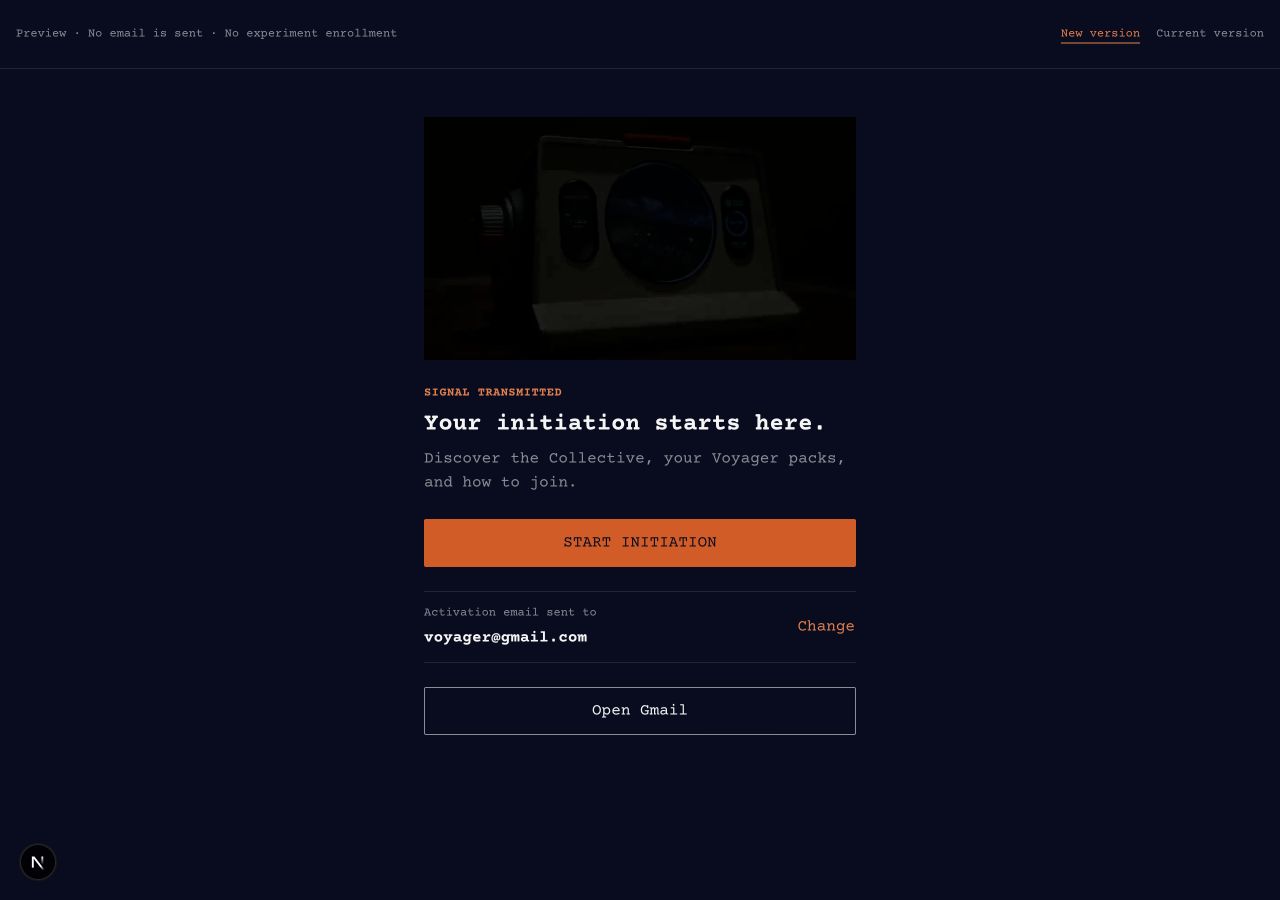 Preview · No email is sent · No experiment enrollment
New version
Current version
SIGNAL TRANSMITTED
Your initiation starts here.
Discover the Collective, your Voyager packs,
and how to join.
START INITIATION
Activation email sent to
voyager@gmail.com
Change
Open Gmail
N